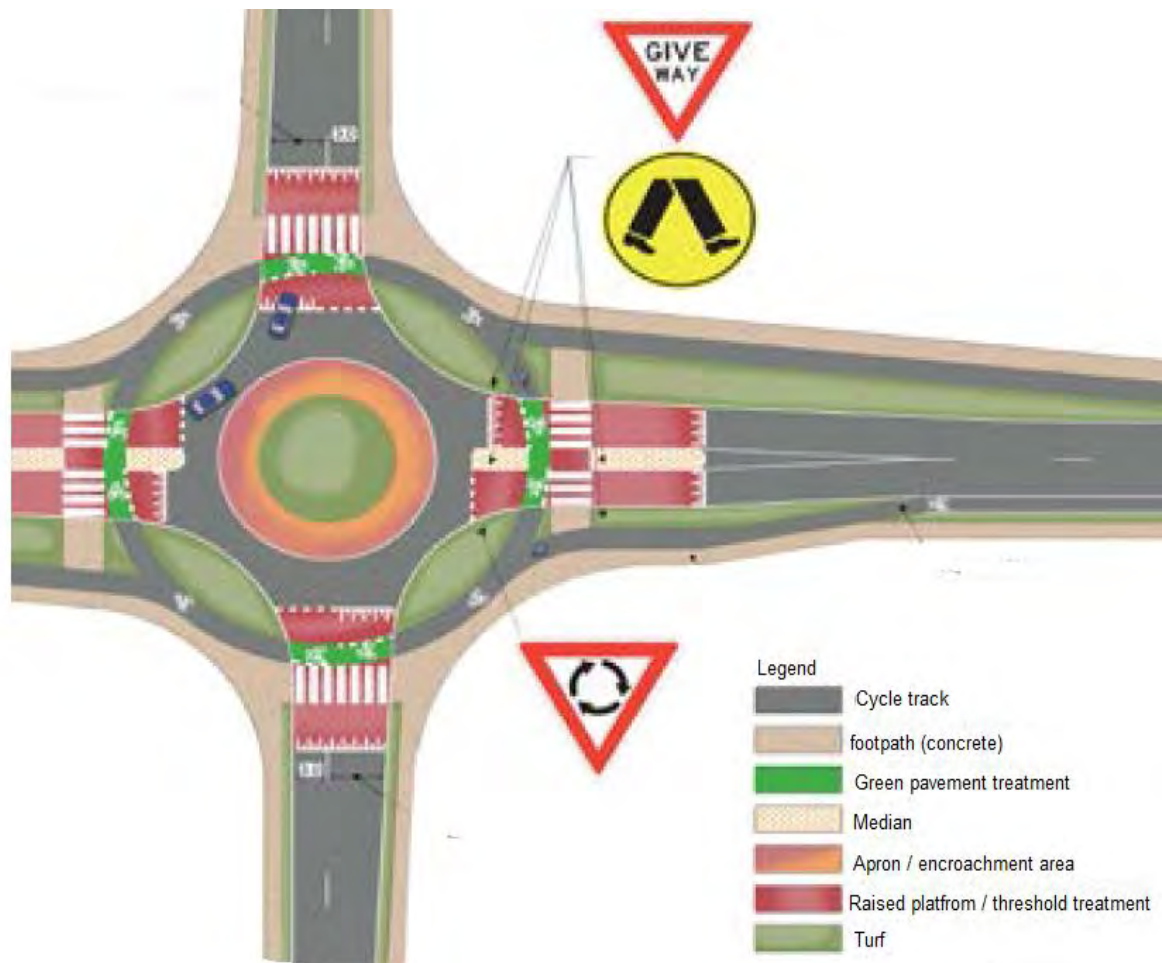 GIVE
WAY
Legend
Cycle track
footpath (concrete)
Green pavement treatment
Median
Apron / encroachment area
Raised platfrom / threshold treatment
Turf